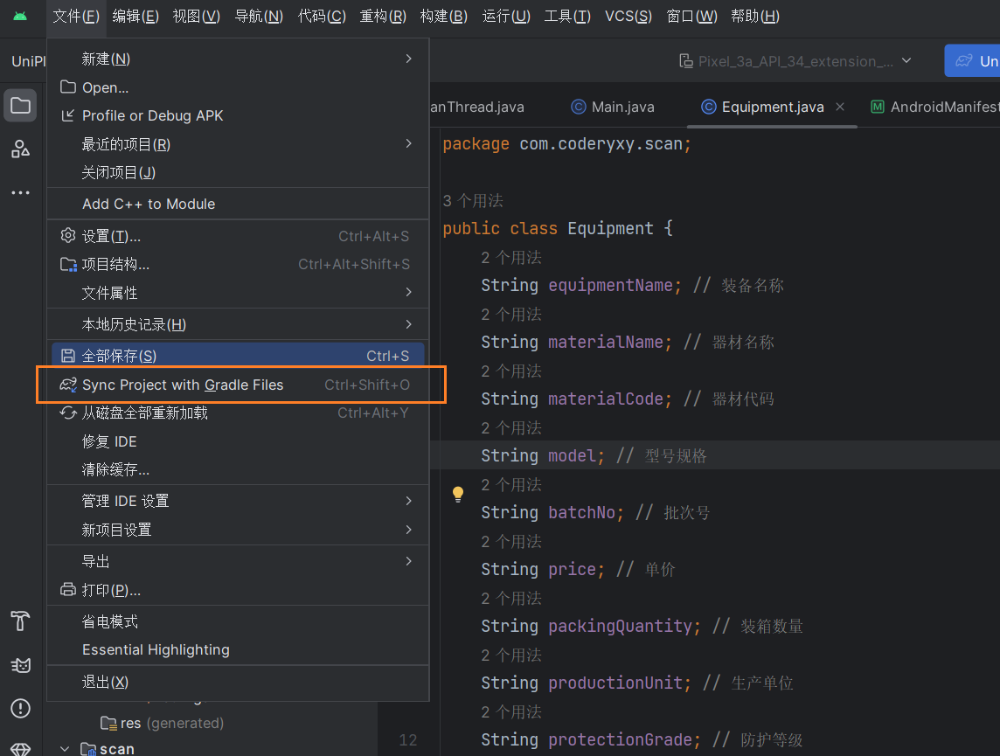 文件(F) 编辑(E) 视图(V) 导航(N) 代码(C) 重构(R) 构建(B) 运行(U) 工具(T) VCS(S) 窗口(W) 帮助(H)
UniPl
Pixel_3a_API_34_extension_... Un
新建(N)
Open...
Profile or Debug APK
最近的项目(R)
关闭项目(J)
Add C++ to Module
设置(T)... Ctrl+Alt+S
项目结构... Ctrl+Alt+Shift+S
文件属性
本地历史记录(H)
全部保存(S) Ctrl+S
Sync Project with Gradle Files Ctrl+Shift+O
从磁盘全部重新加载 Ctrl+Alt+Y
修复 IDE
清除缓存...
管理 IDE 设置
新项目设置
导出
打印(P)...
省电模式
Essential Highlighting
退出(X)
res (generated)
scan
anThread.java Main.java Equipment.java AndroidManifest
package com.coderyxy.scan;
3 个用法
public class Equipment {
2 个用法
String equipmentName; // 装备名称
2 个用法
String materialName; // 器材名称
2 个用法
String materialCode; // 器材代码
2 个用法
String model; // 型号规格
2 个用法
String batchNo; // 批次号
2 个用法
String price; // 单价
2 个用法
String packingQuantity; // 装箱数量
2 个用法
String productionUnit; // 生产单位
2 个用法
12 String protectionGrade; // 防护等级